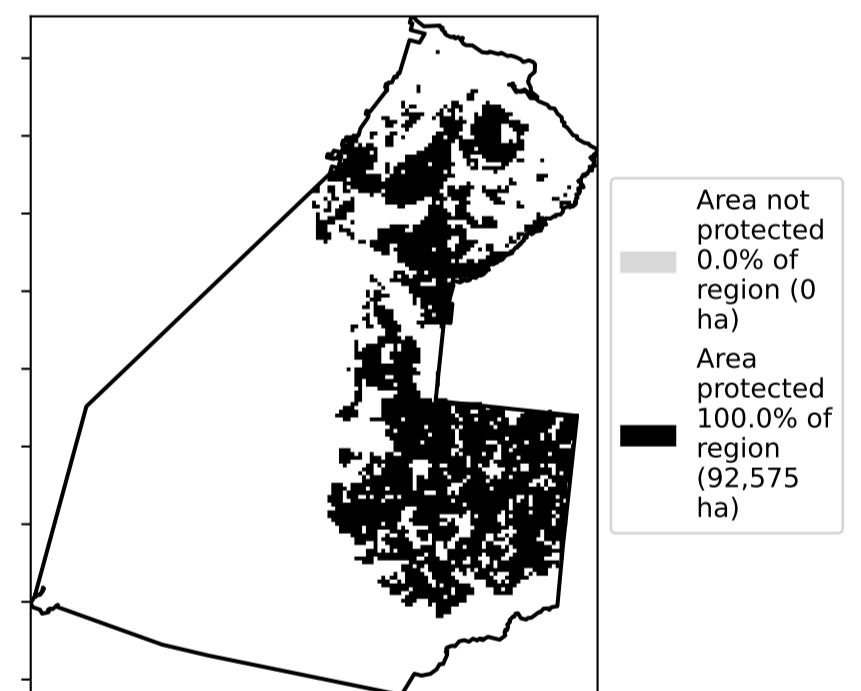 Area not
protected
0.0% of
region (0
ha)
Area
protected
100.0% of
region
(92,575
ha)